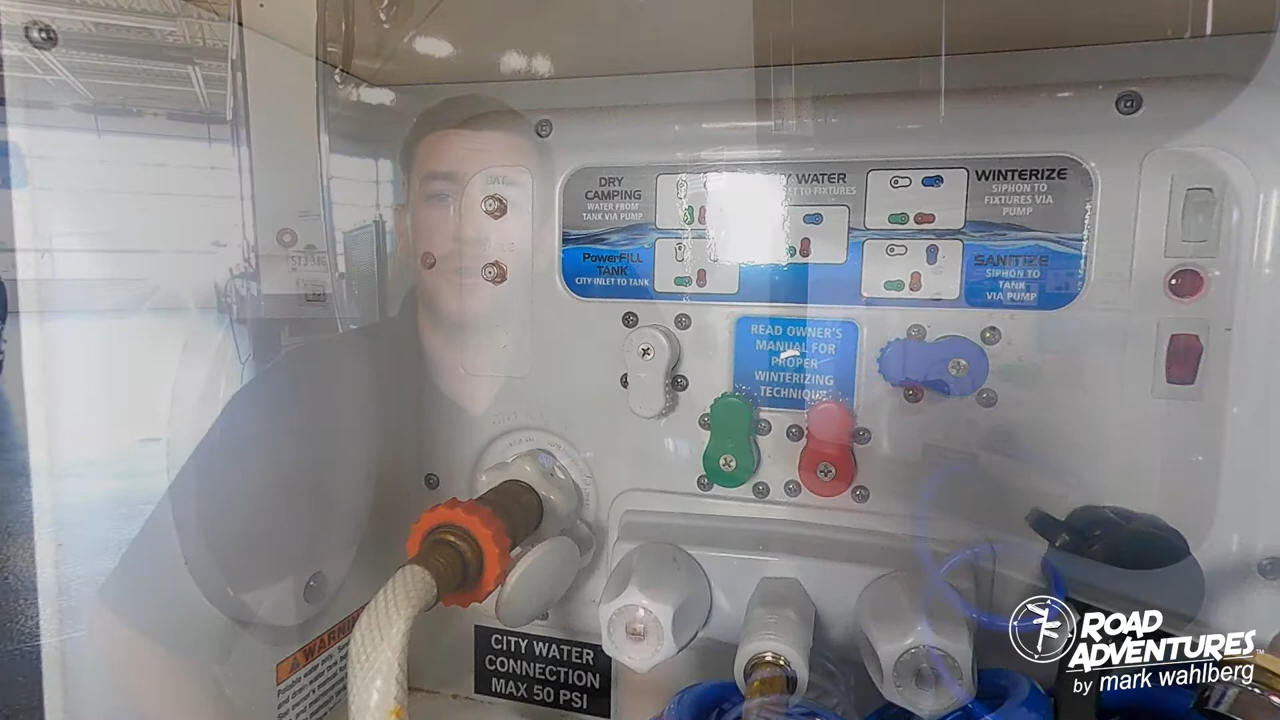 DRY
CAMPING
WATER FROM
TANK VIA PUMP
PowerFILL
TANK
CITY INLET TO TANK
WATER
TO FIXTURES
WINTERIZE
SIPHON TO
FIXTURES VIA
PUMP
SANITIZE
SIPHON TO
TANK
VIA PUMP
READ OWNER'S
MANUAL FOR
PROPER
WINTERIZING
TECHNIQUE
CITY WATER
CONNECTION
MAX 50 PSI
ROAD
ADVENTURES™
by mark wahlberg